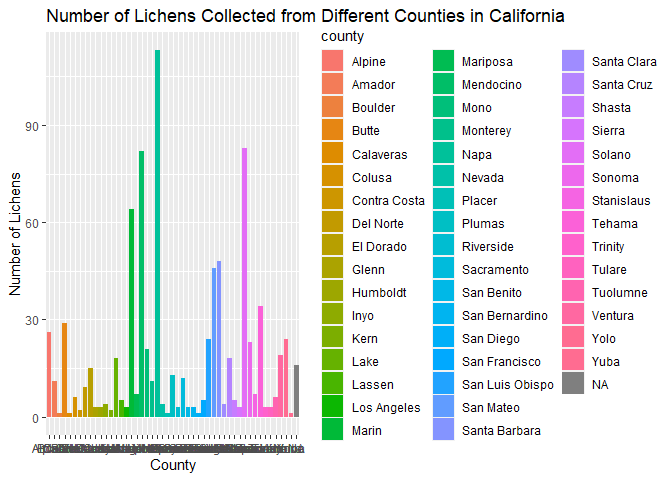 Number of Lichens Collected from Different Counties in California
Number of Lichens
90
60
30
0
County
county
Alpine
Amador
Boulder
Butte
Calaveras
Colusa
Contra Costa
Del Norte
El Dorado
Glenn
Humboldt
Inyo
Kern
Lake
Lassen
Los Angeles
Marin
Mariposa
Mendocino
Mono
Monterey
Napa
Nevada
Placer
Plumas
Riverside
Sacramento
San Benito
San Bernardino
San Diego
San Francisco
San Luis Obispo
San Mateo
Santa Barbara
Santa Clara
Santa Cruz
Shasta
Sierra
Solano
Sonoma
Stanislaus
Tehama
Trinity
Tulare
Tuolumne
Ventura
Yolo
Yuba
NA